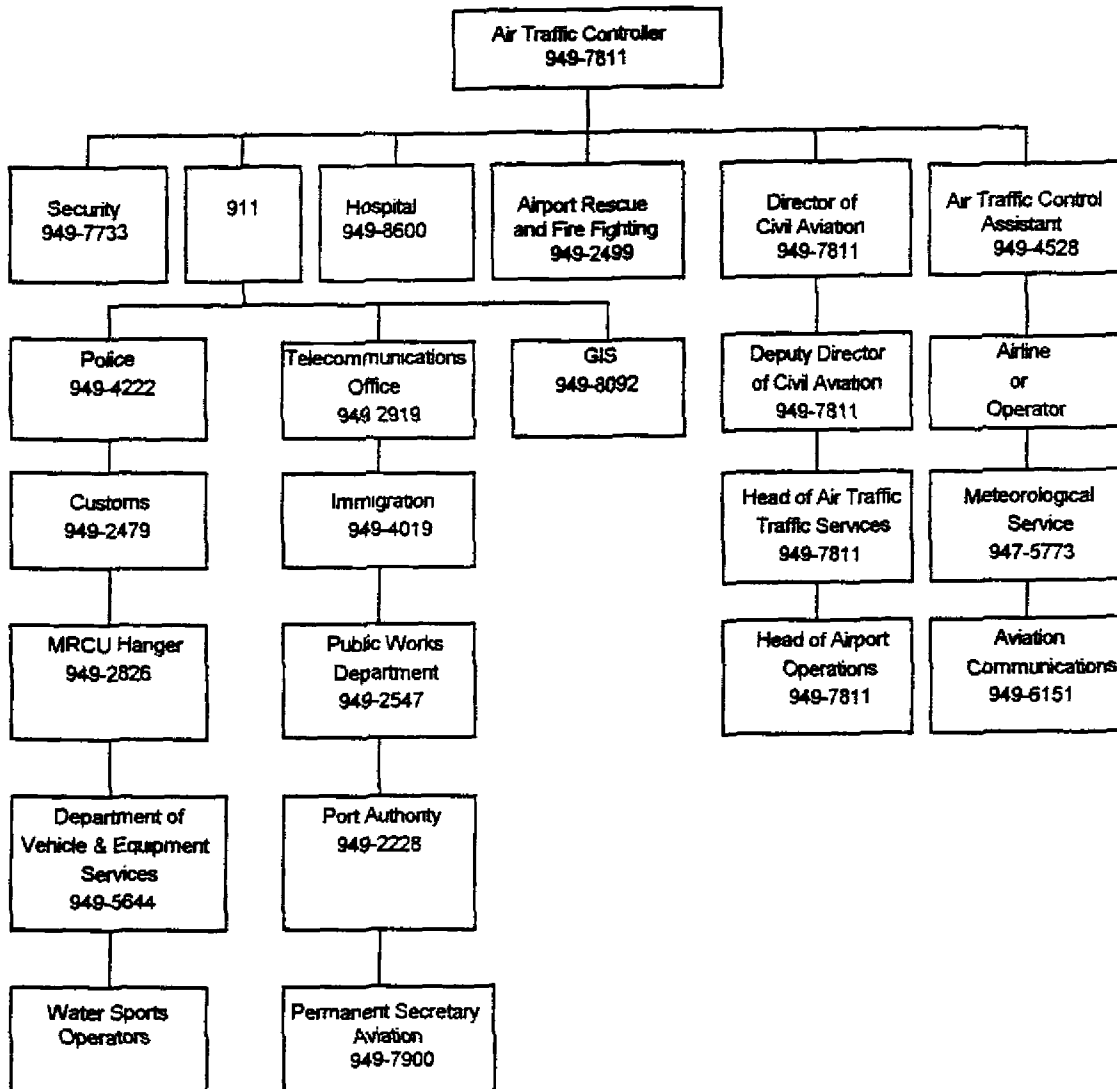 Air Traffic Controller
949-7811
Security
949-7733
911
Hospital
949-8600
Airport Rescue
and Fire Fighting
949-2499
Director of
Civil Aviation
949-7811
Air Traffic Control
Assistant
949-4528
Police
949-4222
Telecommunications
Office
949 2919
GIS
949-8092
Deputy Director
of Civil Aviation
949-7811
Airline
or
Operator
Customs
949-2479
Immigration
949-4019
Head of Air Traffic
Traffic Services
949-7811
Meteorological
Service
947-5773
MRCU Hanger
949-2826
Public Works
Department
949-2547
Head of Airport
Operations
949-7811
Aviation
Communications
949-6151
Department of
Vehicle & Equipment
Services
949-5644
Port Authority
949-2228
Water Sports
Operators
Permanent Secretary
Aviation
949-7900